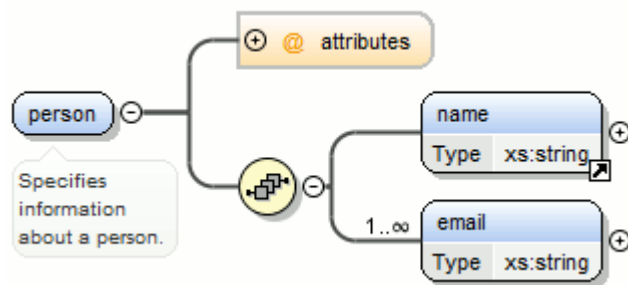 @ attributes
person
Specifies
information
about a person.
name
Type xs:string
1..∞
email
Type xs:string